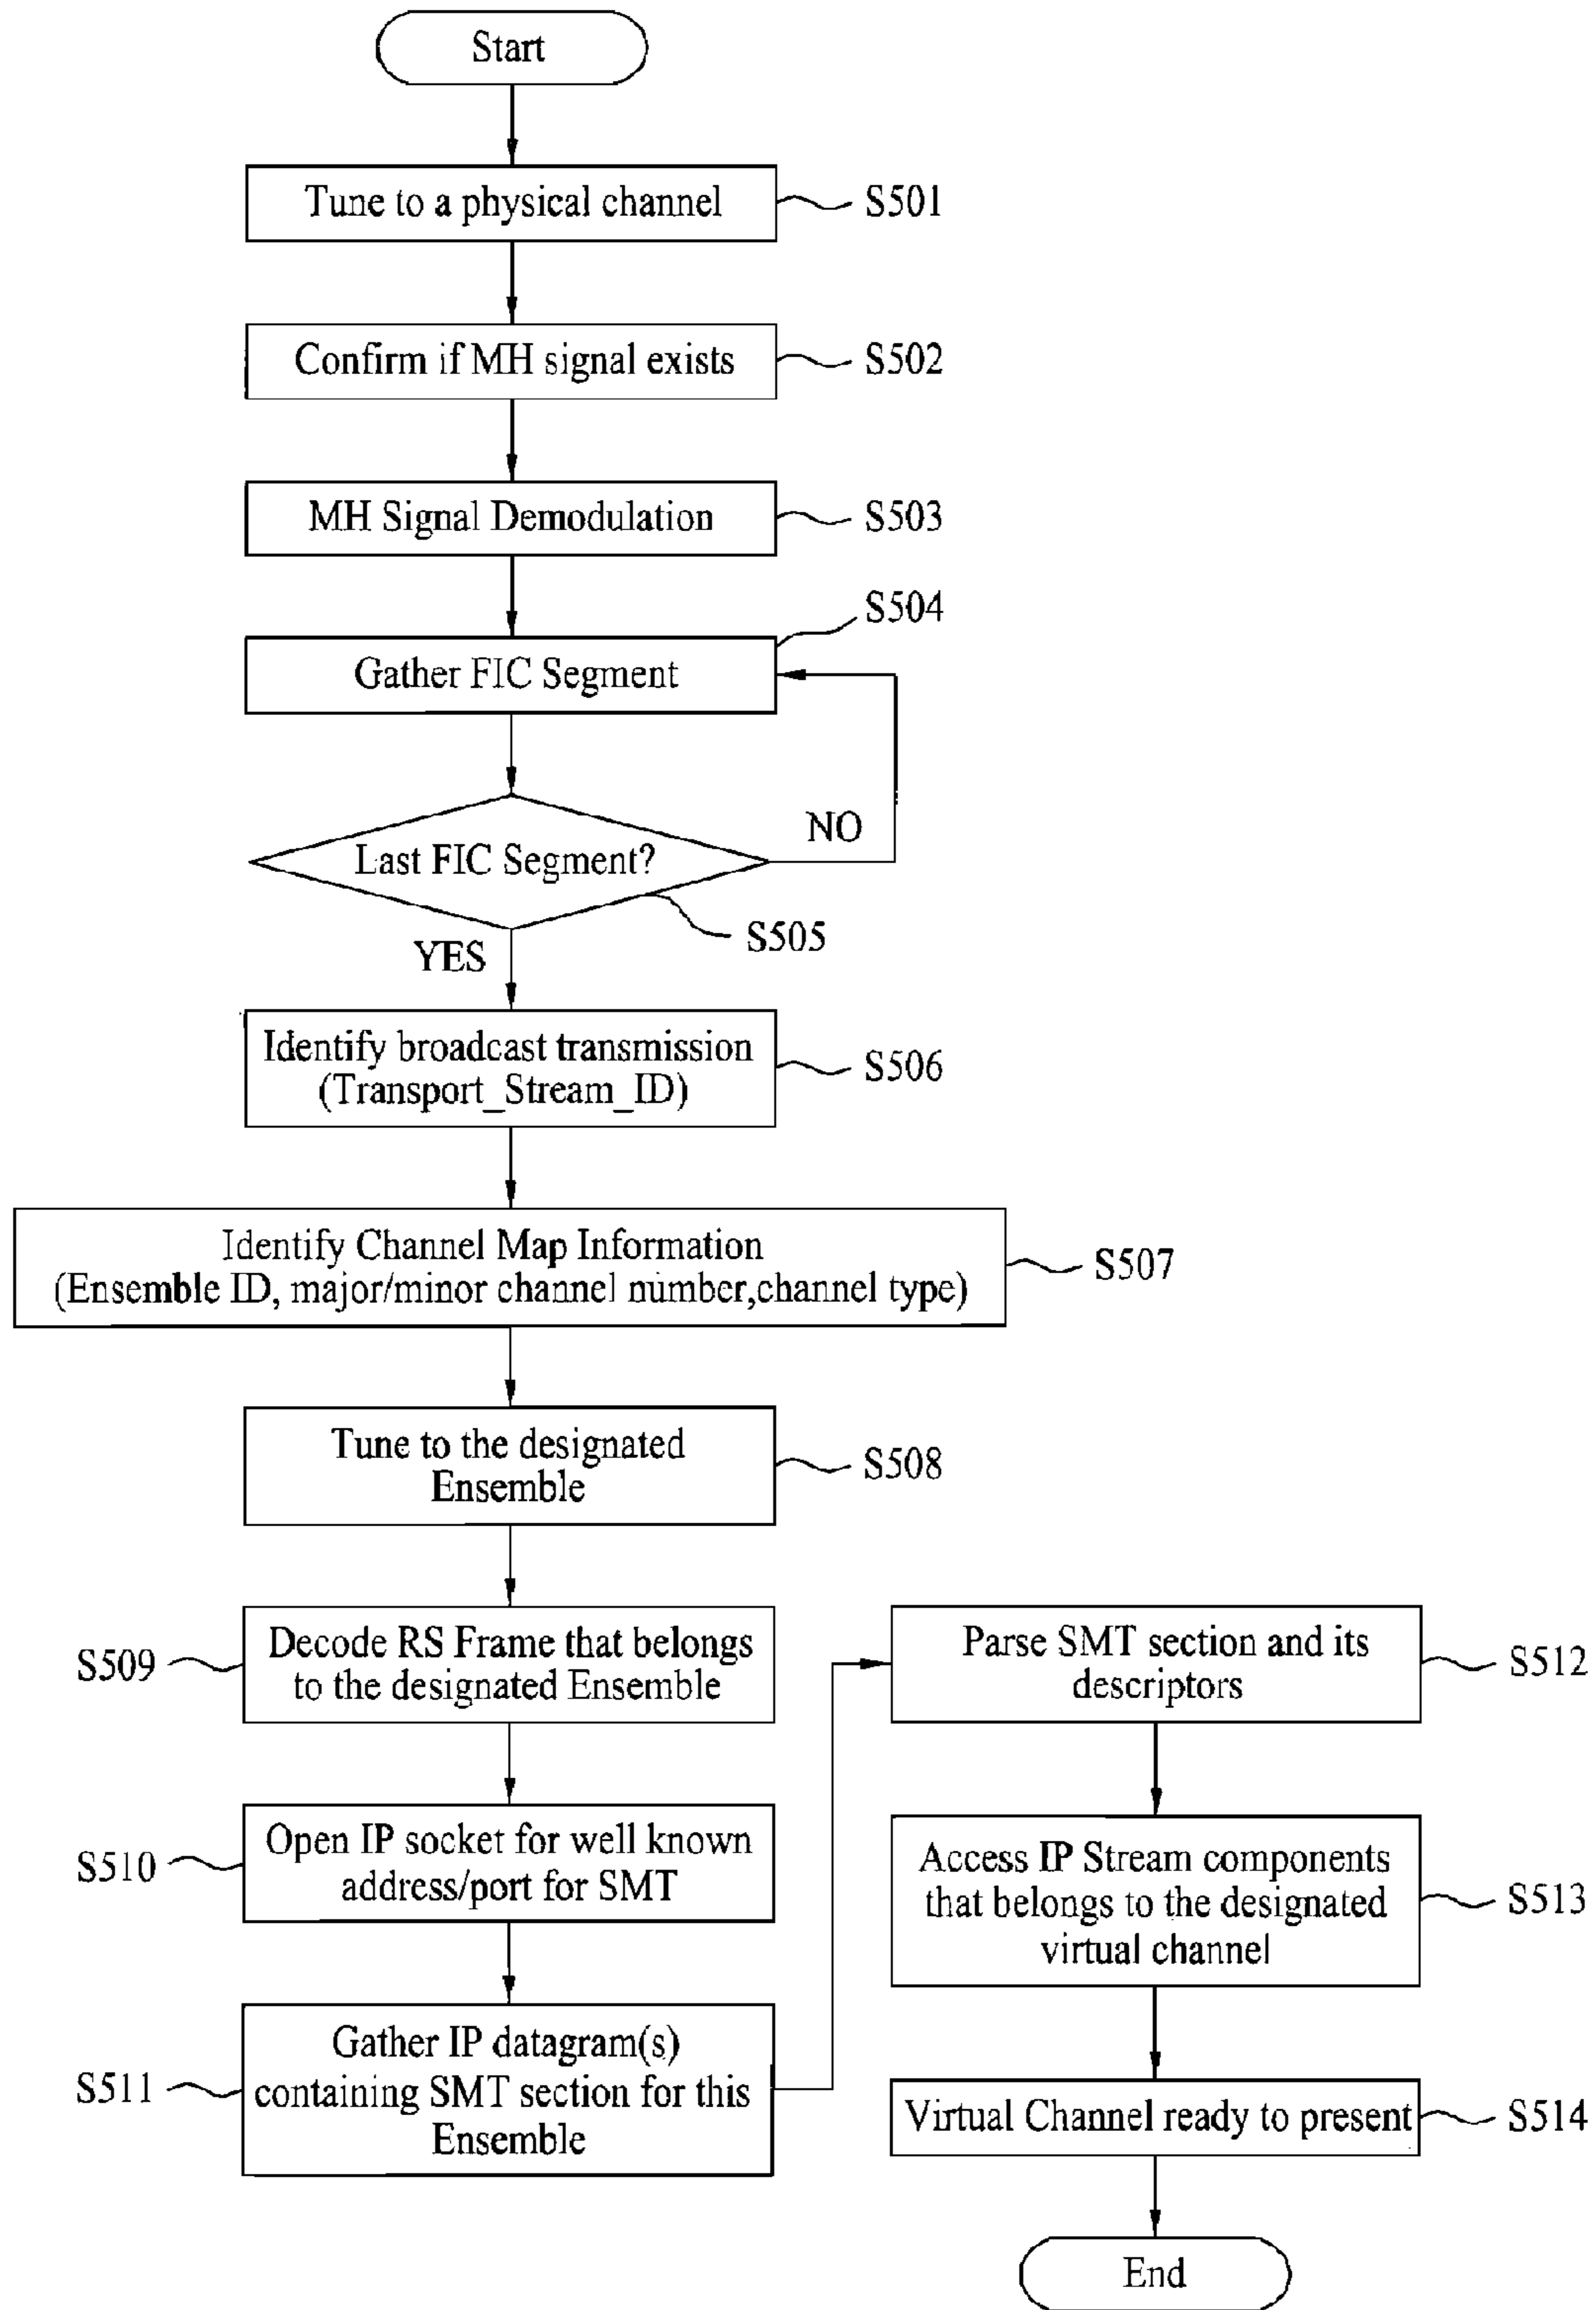 Start
Tune to a physical channel
S501
Confirm if MH signal exists
S502
MH Signal Demodulation
S503
S504
Gather FIC Segment
NO
Last FIC Segment?
S505
YES
Identify broadcast transmission
(Transport_Stream_ID)
S506
Identify Channel Map Information
(Ensemble ID, major/minor channel number,channel type)
S507
Tune to the designated
Ensemble
S508
S509
Decode RS Frame that belongs
to the designated Ensemble
S510
Open IP socket for well known
address/port for SMT
S511
Gather IP datagram(s)
containing SMT section for this
Ensemble
Parse SMT section and its
descriptors
S512
Access IP Stream components
that belongs to the designated
virtual channel
S513
Virtual Channel ready to present
S514
End